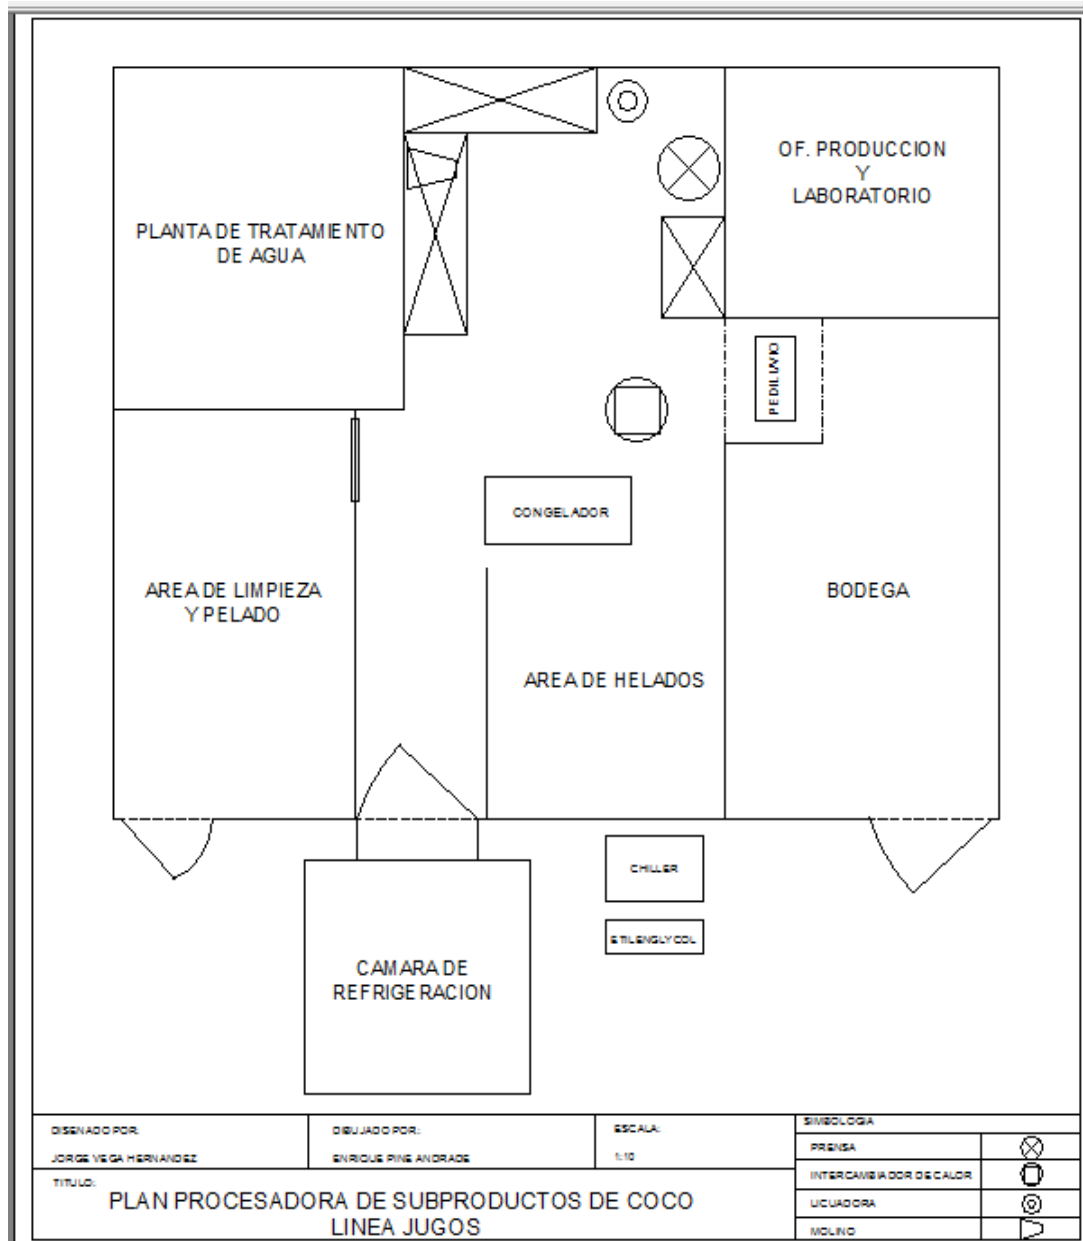 OF. PRODUCCION
Y
LABORATORIO
PLANTA DE TRATAMIENTO
DE AGUA
PEDILUVIO
CONGELADOR
AREA DE LIMPIEZA
Y PELADO
BODEGA
AREA DE HELADOS
CHILLER
ETILENGLYCOL
CAMARA DE
REFRIGERACION
DISENADO POR:
JORGE VEGA HERNANDEZ
DIBUJADO POR:
ENRIQUE PINE ANDRADE
ESCALA:
1:10
TITULO:
PLAN PROCESADORA DE SUBPRODUCTOS DE COCO
LINEA JUGOS
SIMBOLOGIA
PRENSA
INTERCAMBIADOR DE CALOR
LICUADORA
MOLINO